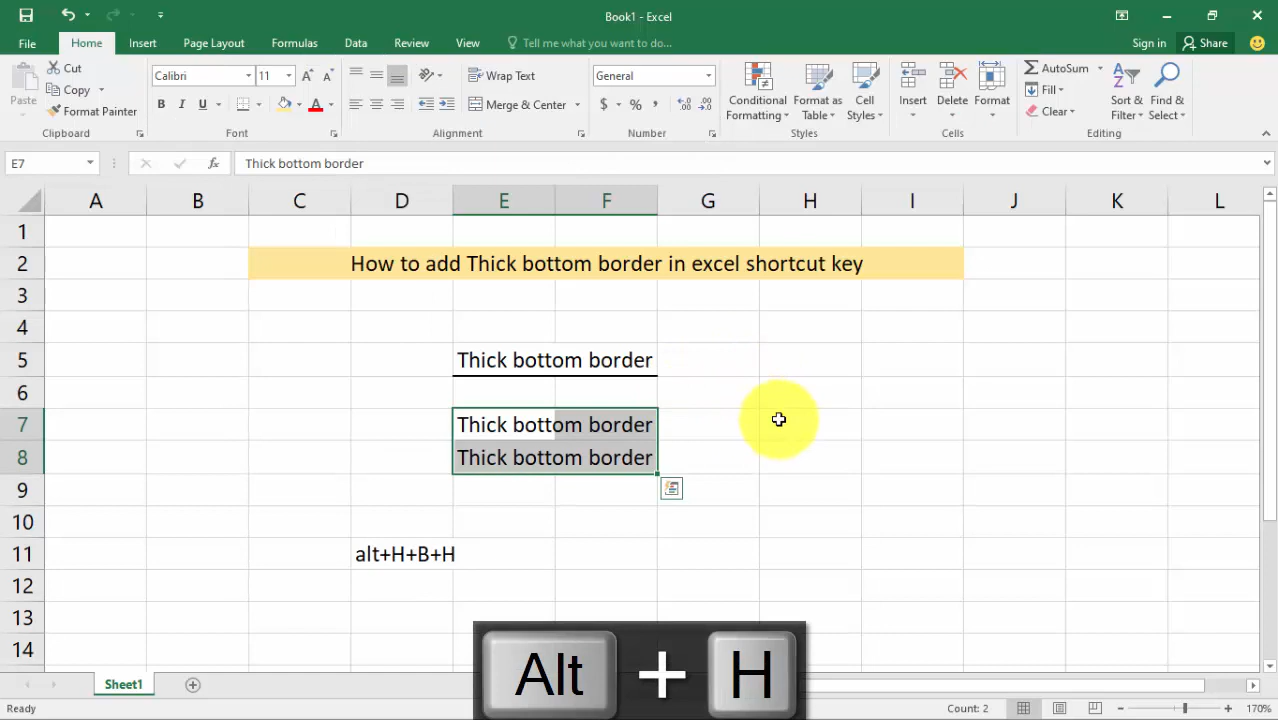 Book1 - Excel
File Home Insert Page Layout Formulas Data Review View Tell me what you want to do... Sign in Share
Paste
Cut
Copy
Format Painter
Clipboard
Calibri 11
B I U A
Font
Wrap Text
Merge & Center
Alignment
General
$ % ,
Number
Conditional Formatting
Format as Table
Cell Styles
Styles
Insert
Delete
Format
Cells
AutoSum
Fill
Clear
Sort & Filter
Find & Select
Editing
E7 fx Thick bottom border
A B C D E F G H I J K L
1
2 How to add Thick bottom border in excel shortcut key
3
4
5 Thick bottom border
6
7 Thick bottom border
8 Thick bottom border
9
10
11 alt+H+B+H
12
13
14
Alt + H
Sheet1
Ready Count: 2 170%